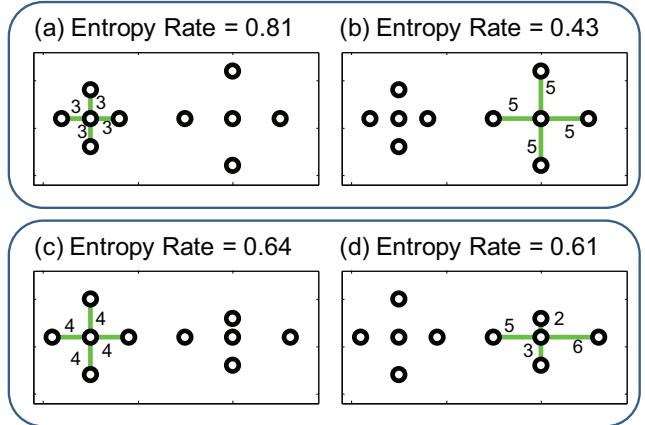 (a) Entropy Rate = 0.81
(b) Entropy Rate = 0.43
3 3
3 3
5
5 5
5
(c) Entropy Rate = 0.64
(d) Entropy Rate = 0.61
4 4
4 4
5 2
3 6